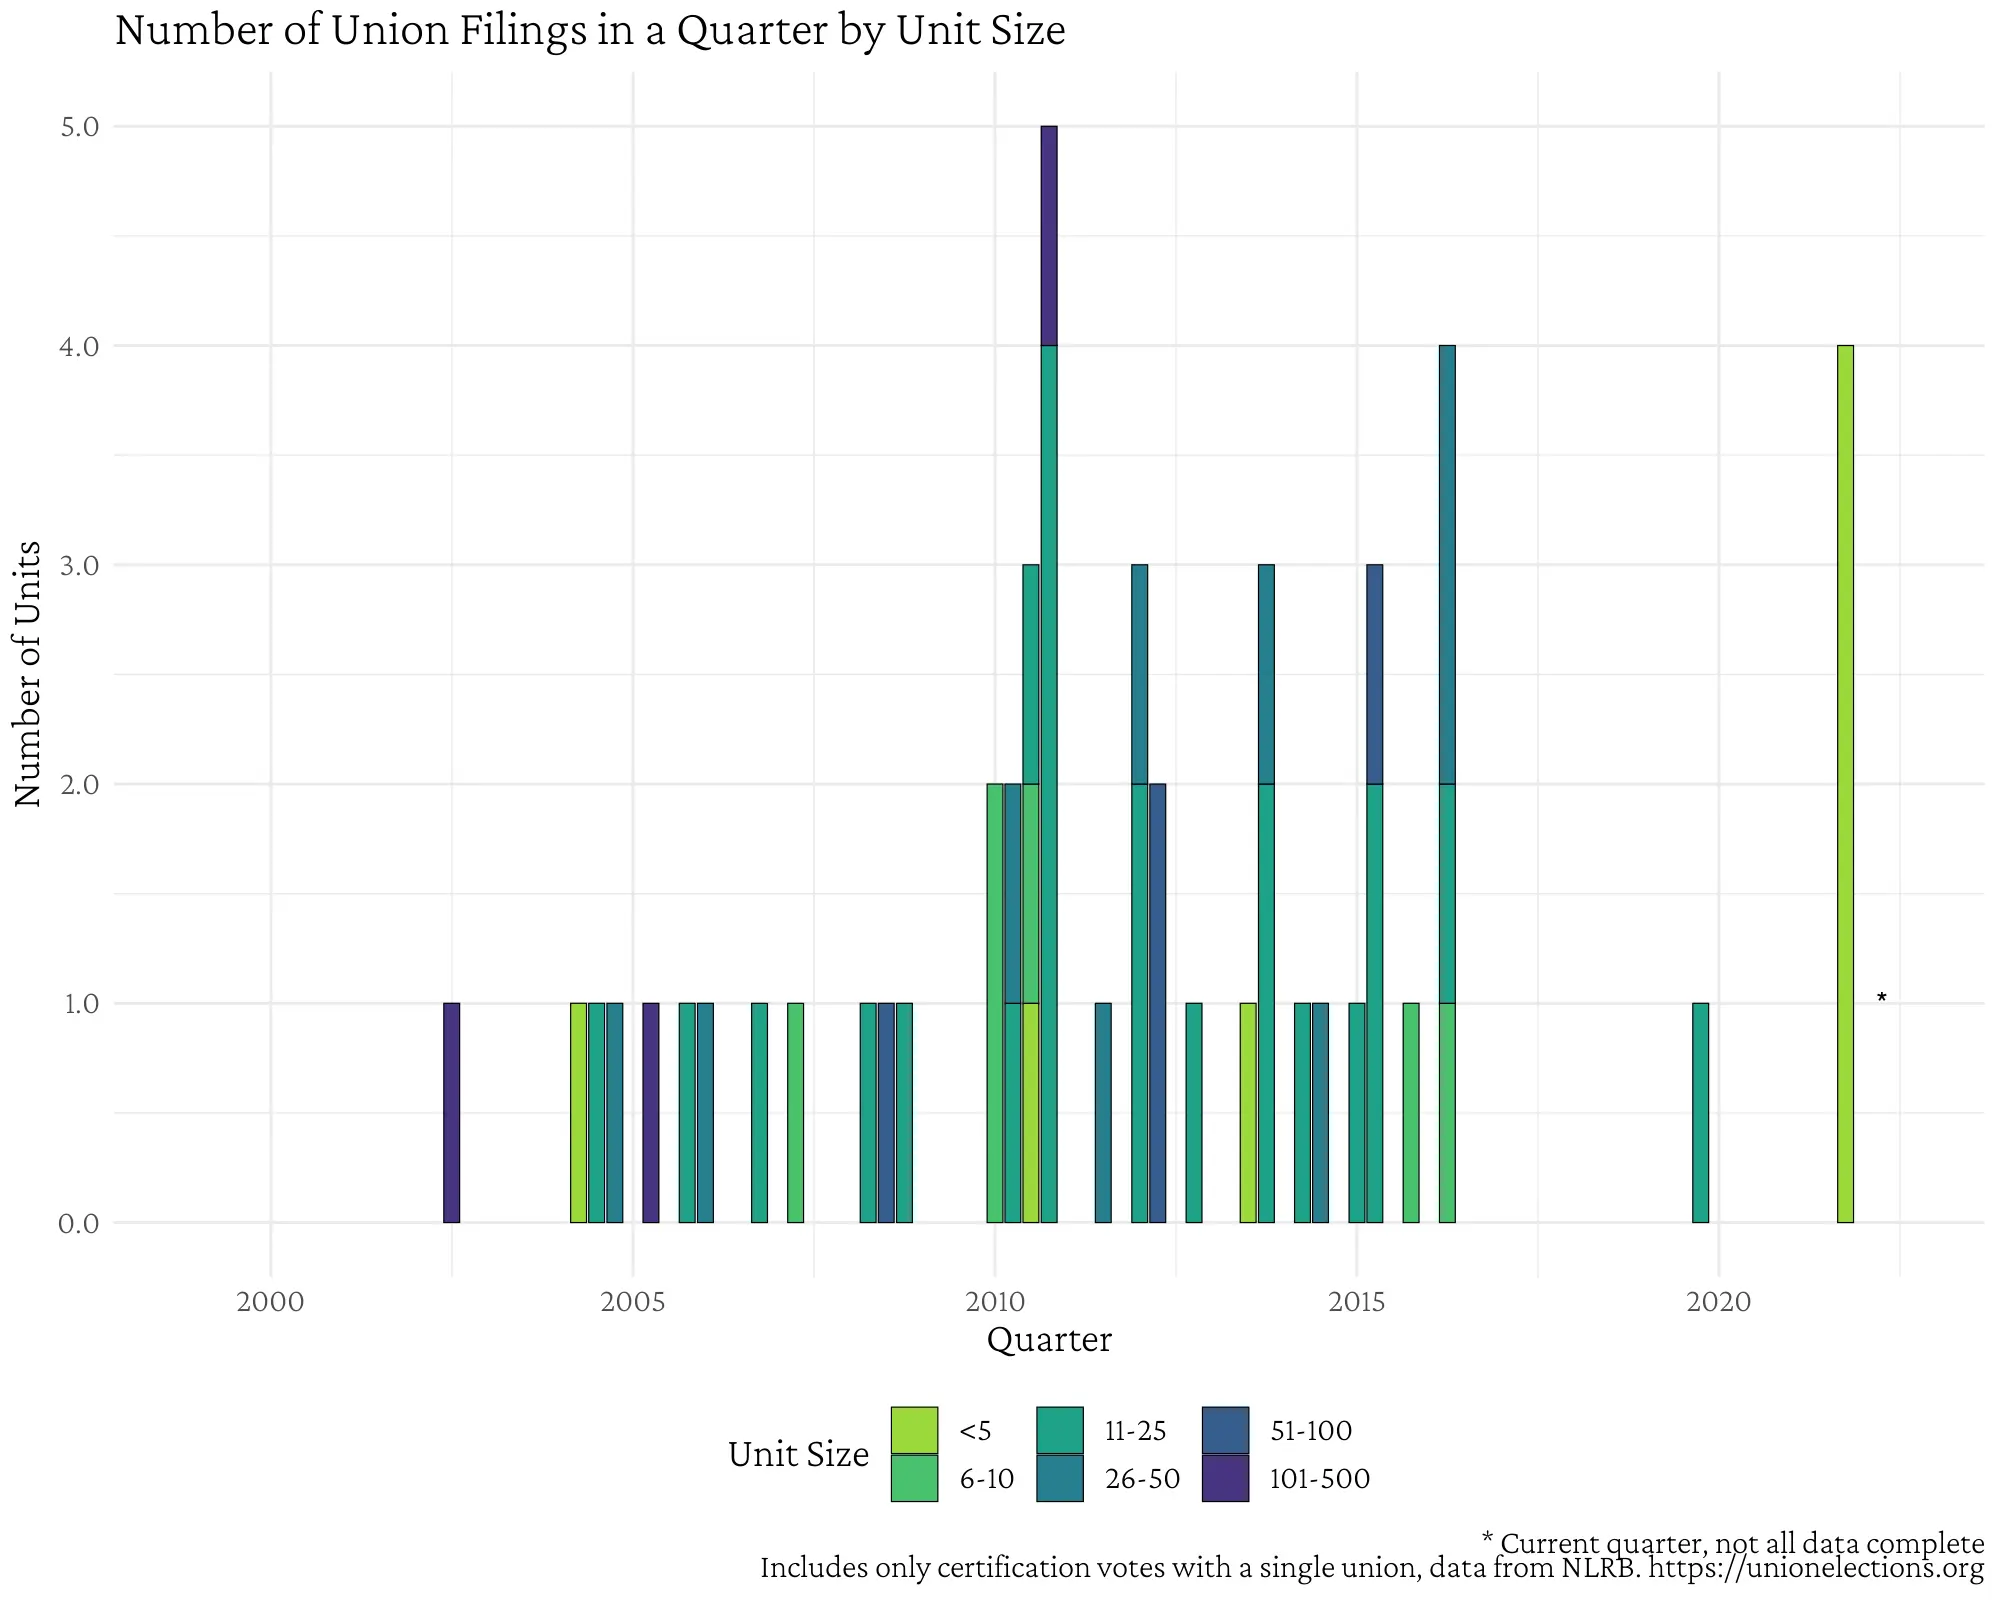 Number of Union Filings in a Quarter by Unit Size
Number of Units
5.0
4.0
3.0
2.0
1.0
0.0
*
2000 2005 2010 2015 2020
Quarter
Unit Size
<5 11-25 51-100
6-10 26-50 101-500
* Current quarter, not all data complete
Includes only certification votes with a single union, data from NLRB. https://unionelections.org